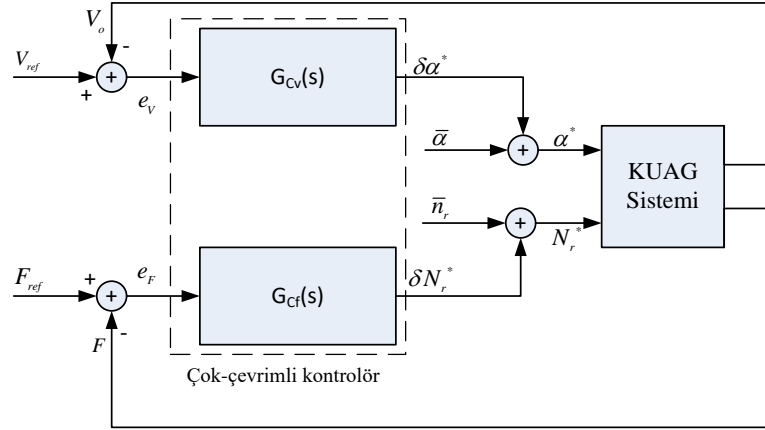 V_o
-
V_ref
+
+
e_V
G_Cv(s)
δα*
ᾱ
+
α*
KUAG
Sistemi
n̄_r
+
N_r*
F_ref
+
+
e_F
G_Cf(s)
δN_r*
F
-
Çok-çevrimli kontrolör